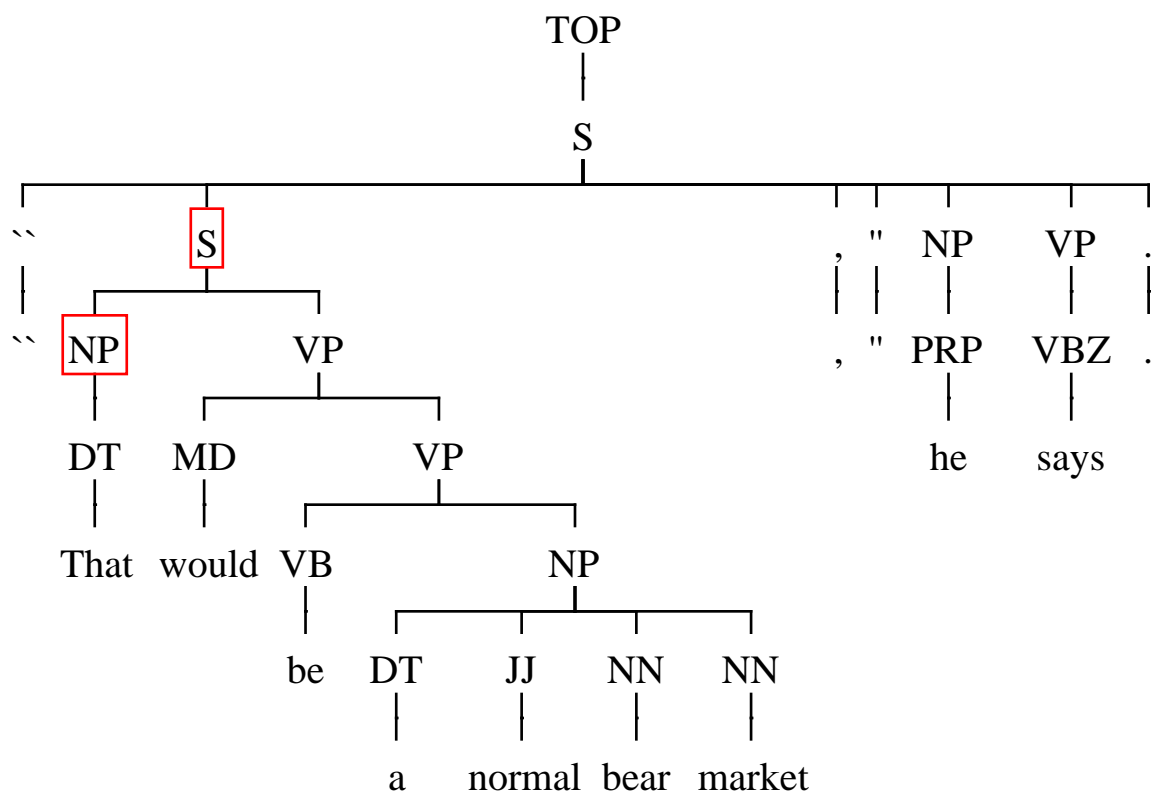 TOP
S
`` S , " NP VP .
`` NP VP , " PRP VBZ .
DT MD VP he says
That would VB NP
be DT JJ NN NN
a normal bear market